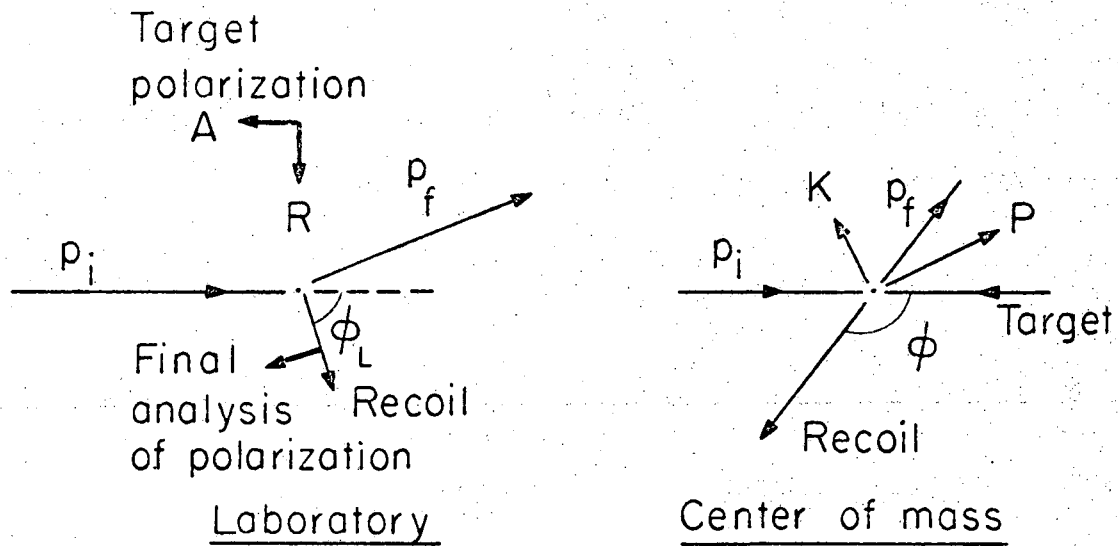 Target
polarization
A
R
p_f
p_i
ϕ_L
Final
analysis
of polarization
Recoil
Laboratory
K
p_f
P
p_i
Target
ϕ
Recoil
Center of mass